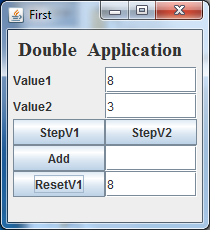 First
Double Application
Value1 8
Value2 3
StepV1 StepV2
Add
ResetV1 8